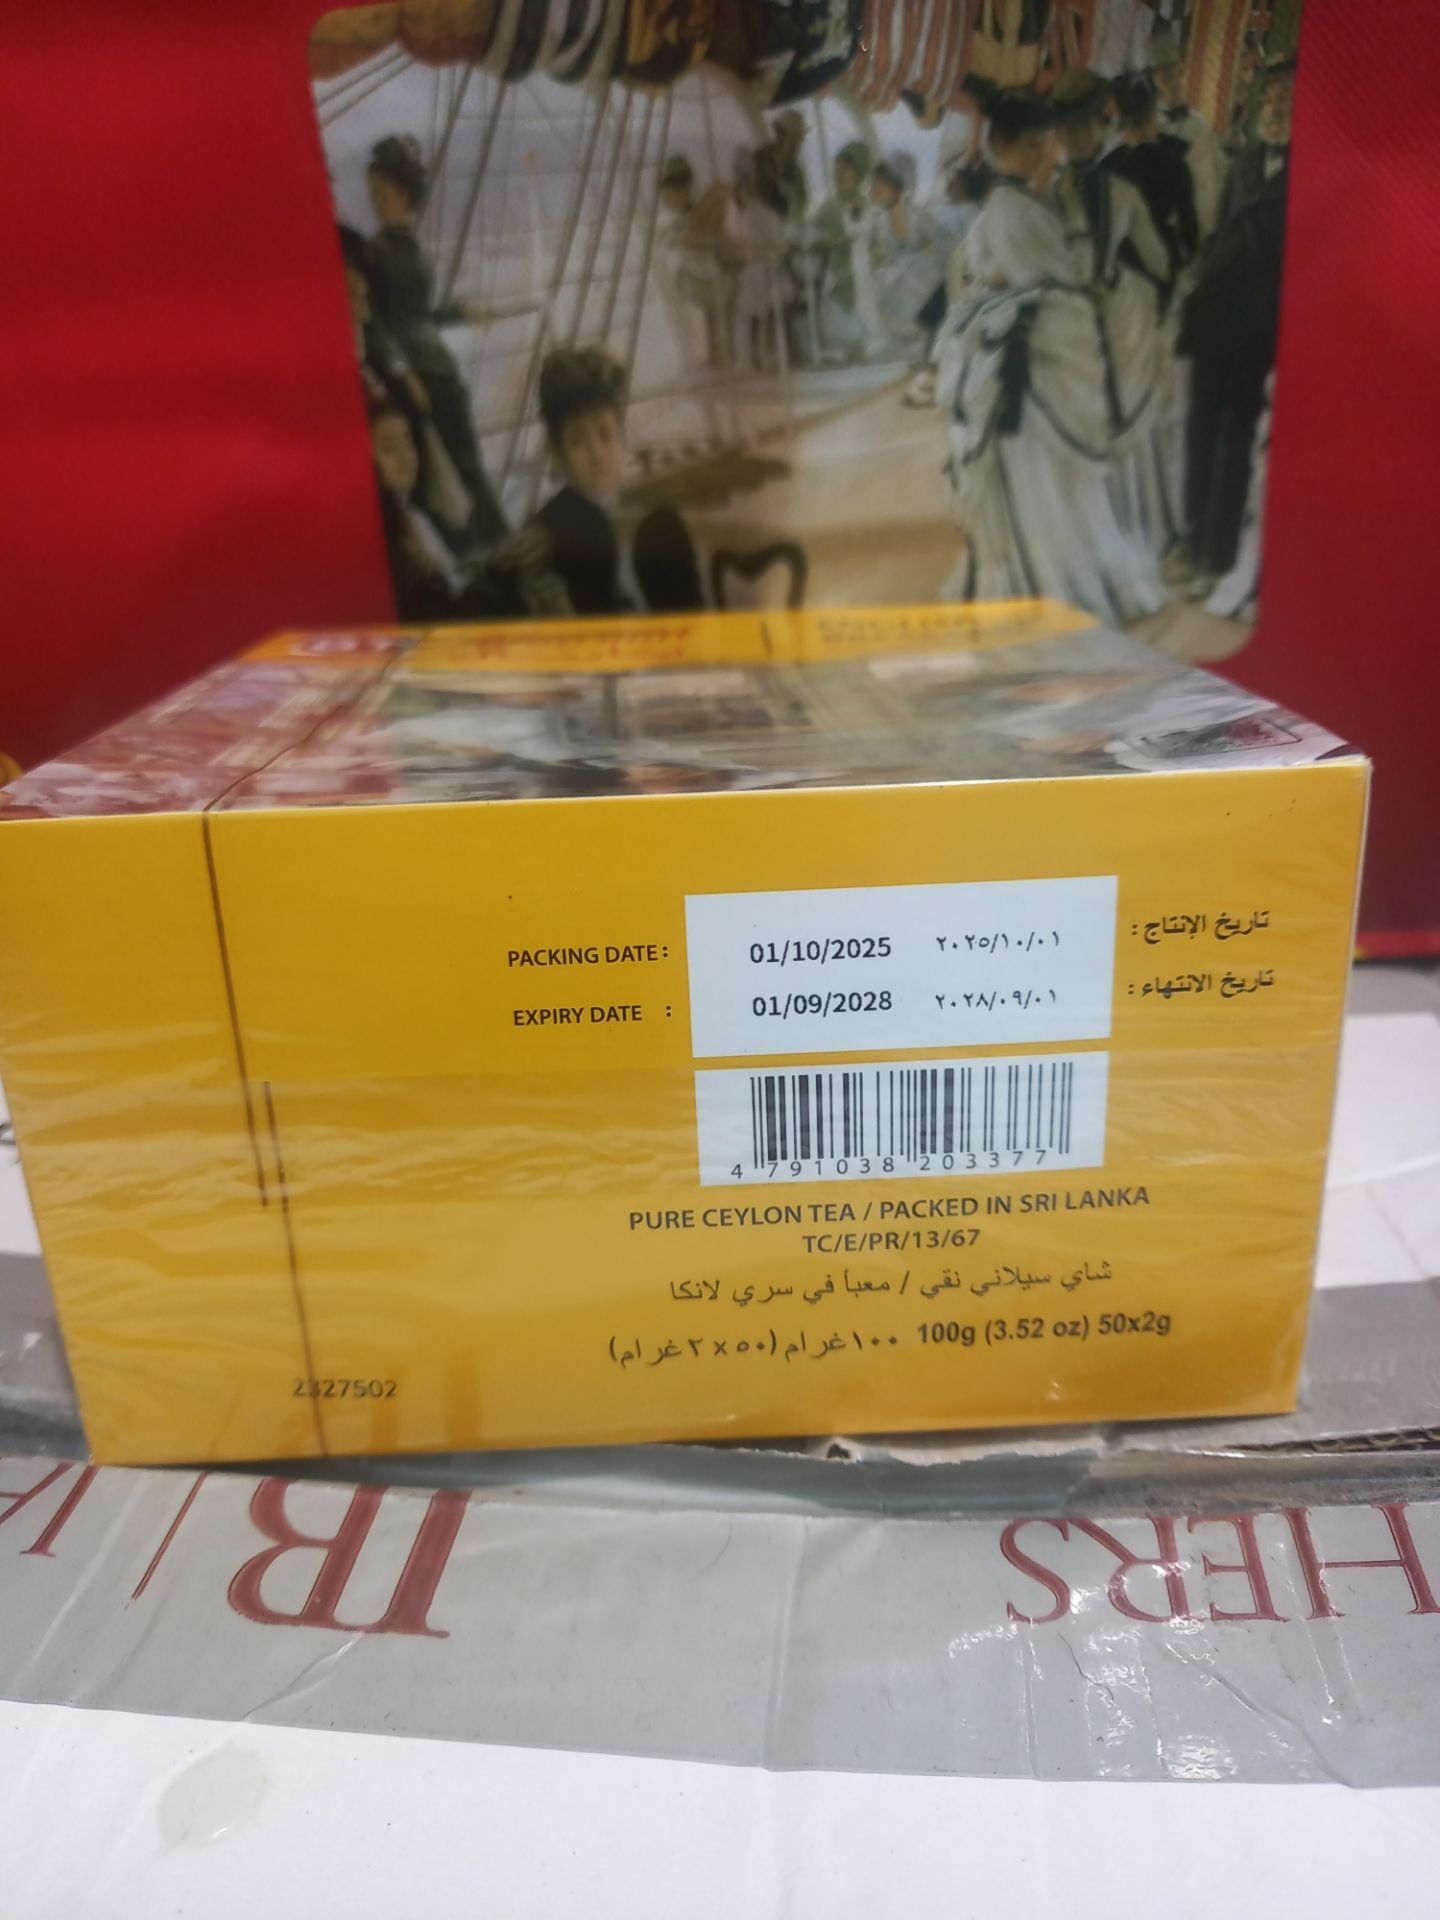 PACKING DATE: 01/10/2025 ٢٠٢٥/١٠/٠١ تاريخ الإنتاج :
EXPIRY DATE : 01/09/2028 ٢٠٢٨/٠٩/٠١ تاريخ الانتهاء :
4 791038 203377
PURE CEYLON TEA / PACKED IN SRI LANKA
TC/E/PR/13/67
شاي سيلاني نقي / معبأ في سري لانكا
١٠٠ غرام (٥٠ x ٢ غرام) 100g (3.52 oz) 50x2g
2327502
HERS